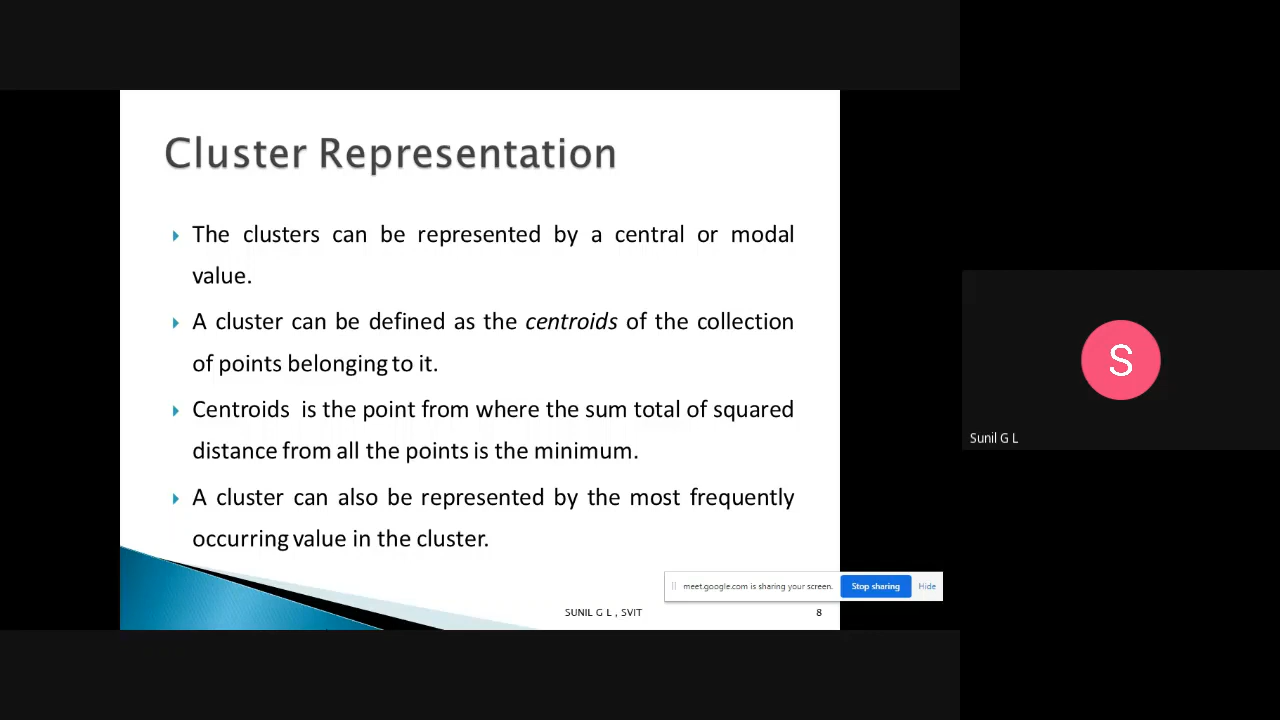 Cluster Representation
The clusters can be represented by a central or modal
value.
A cluster can be defined as the centroids of the collection
of points belonging to it.
Centroids is the point from where the sum total of squared
distance from all the points is the minimum.
A cluster can also be represented by the most frequently
occurring value in the cluster.
meet.google.com is sharing your screen. Stop sharing Hide
SUNIL G L , SVIT 8
S
Sunil G L